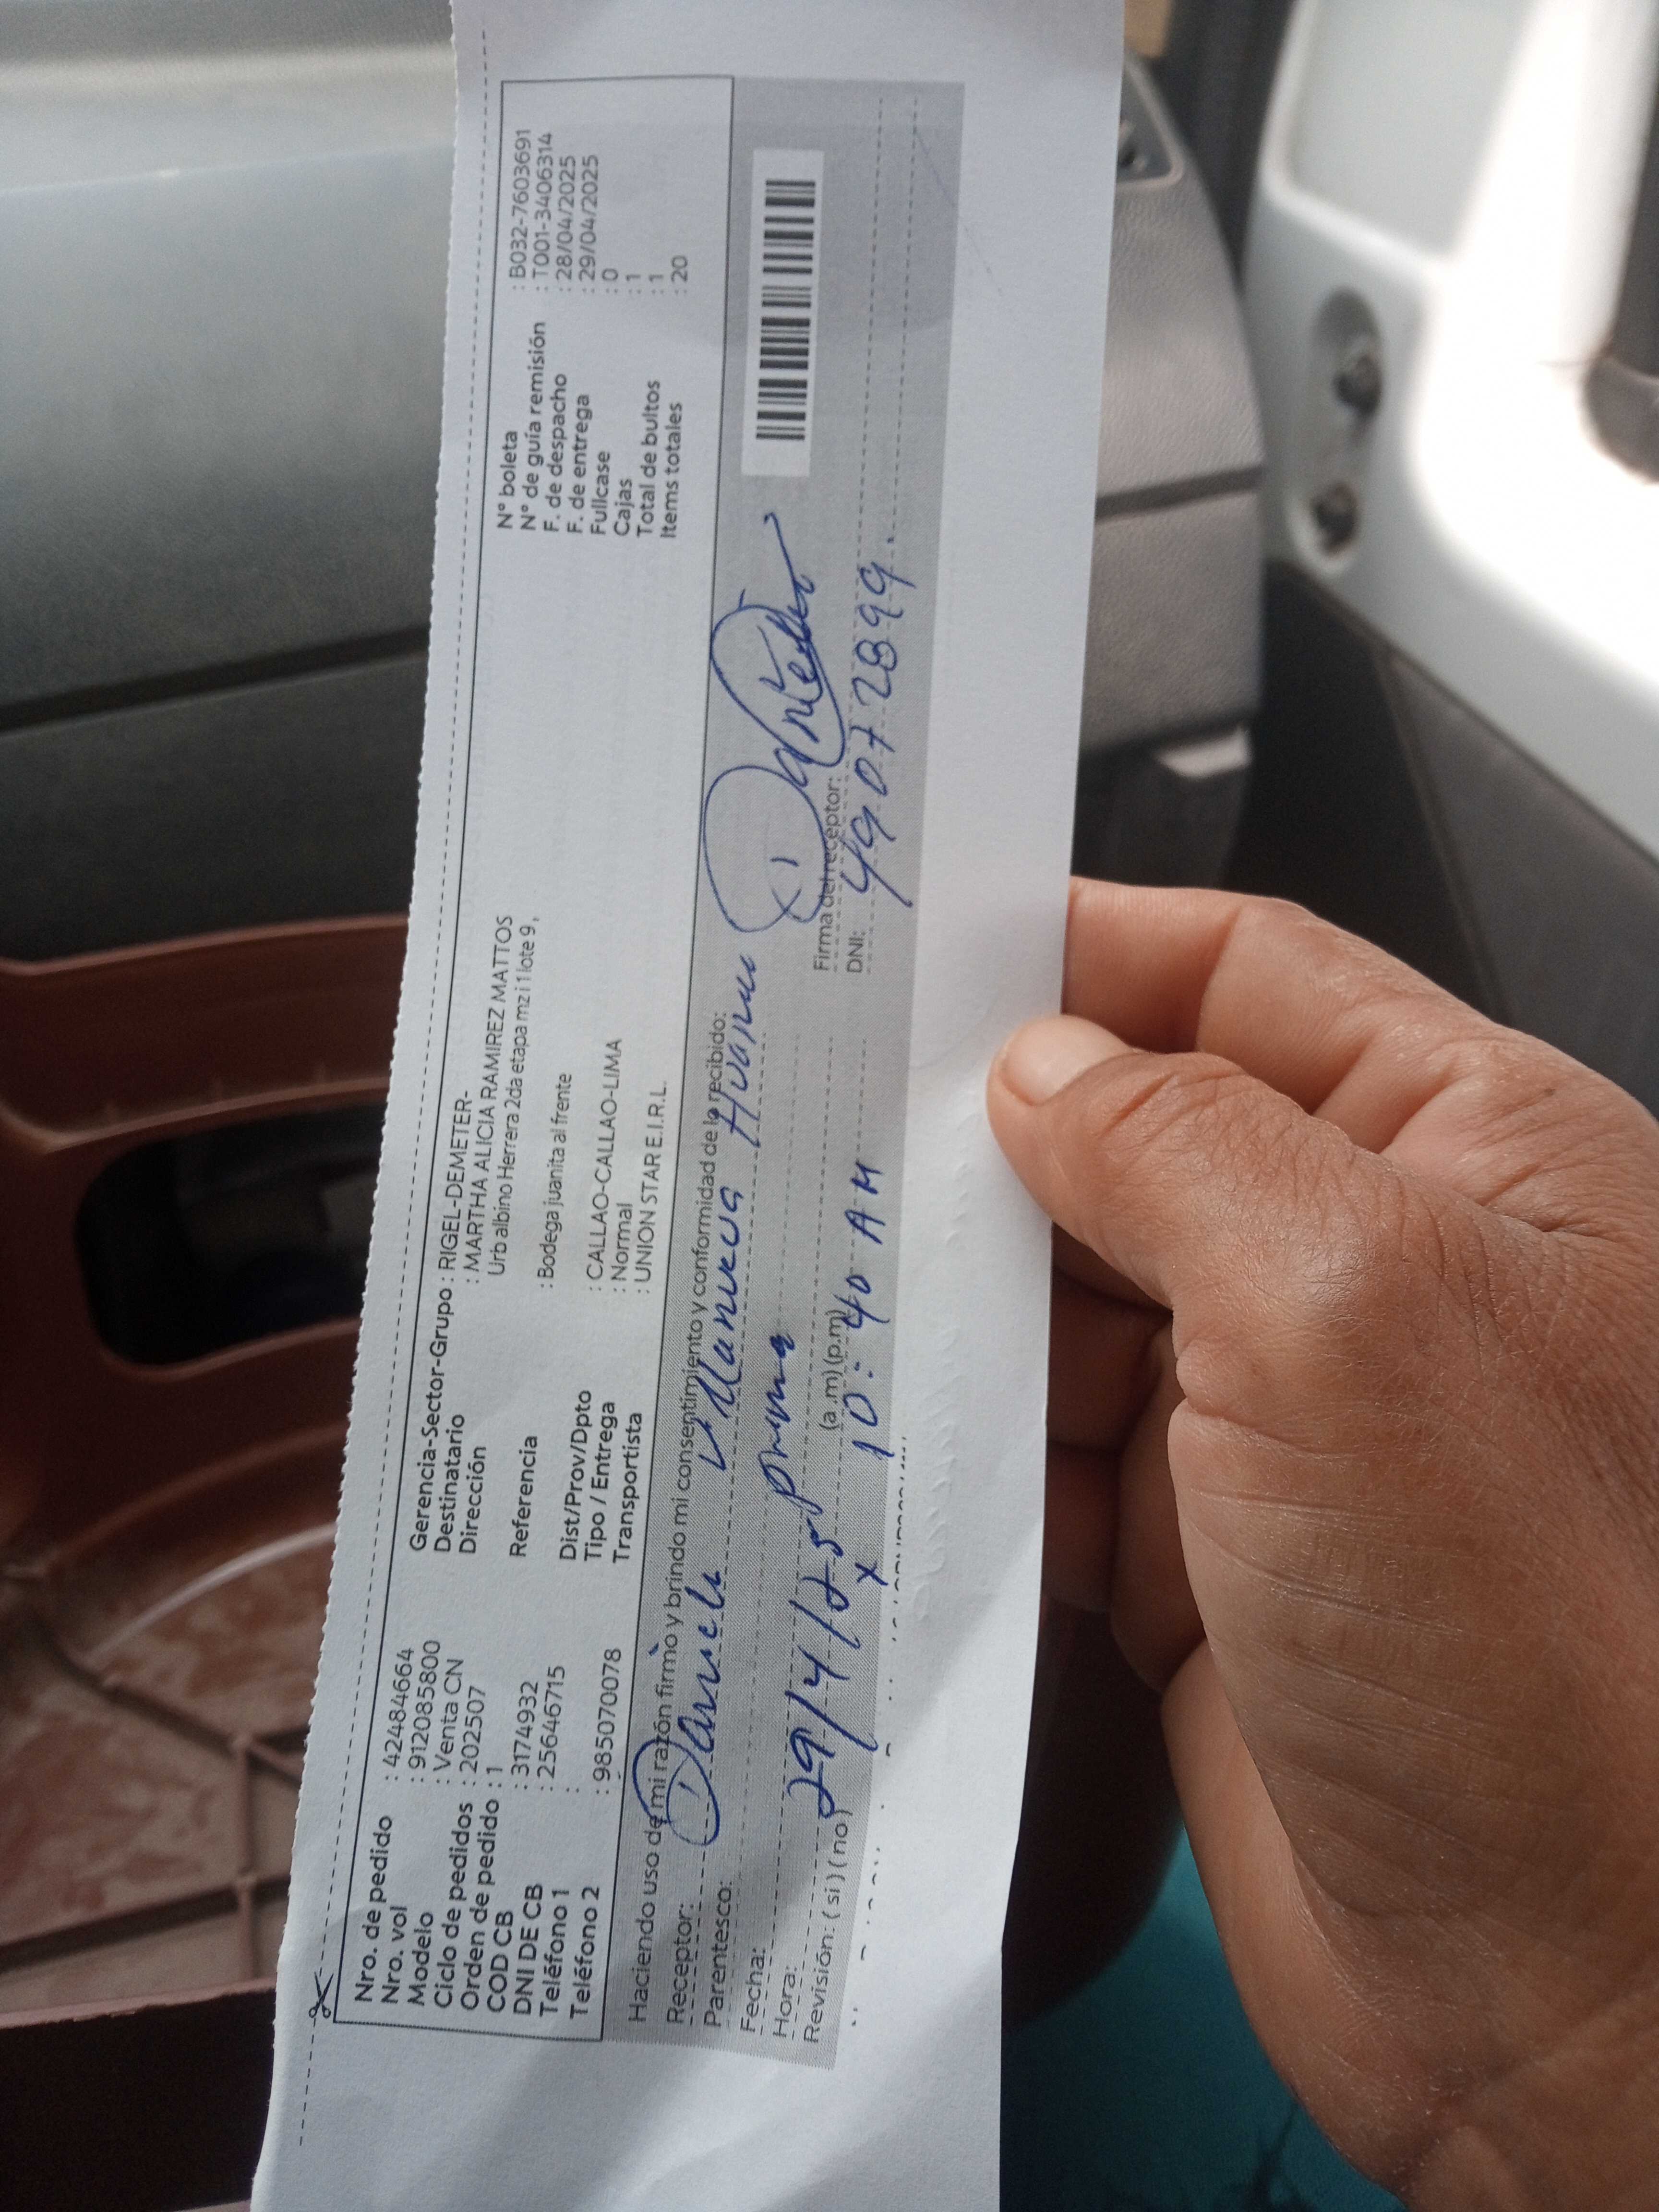 Nro. de pedido : 42484664
Nro. vol : 912085800
Modelo : Venta CN
Ciclo de pedidos : 202507
Orden de pedido : 1
COD CB : 3174932
DNI DE CB : 25646715
Teléfono 1 :
Teléfono 2 : 985070078
Gerencia-Sector-Grupo : RIGEL-DEMETER-
Destinatario : MARTHA ALICIA RAMIREZ MATTOS
Dirección Urb albino Herrera 2da etapa mz i 1 lote 9,
Referencia : Bodega juanita al frente
Dist/Prov/Dpto : CALLAO-CALLAO-LIMA
Tipo / Entrega : Normal
Transportista : UNION STAR E.I.R.L.
N° boleta : B032-7603691
N° de guía remisión : T001-3406314
F. de despacho : 28/04/2025
F. de entrega : 29/04/2025
Fullcase : 0
Cajas : 1
Total de bultos : 1
Items totales : 20
Haciendo uso de mi razón firmo y brindo mi consentimiento y conformidad de lo recibido:
Receptor: Daniela Villanueva
Parentesco: prima
Fecha: 29/4/25
Hora: (a.m) (p.m) 10:40 AM
Revisión: ( si ) ( no ) x
Firma del receptor:
DNI: 49072899.